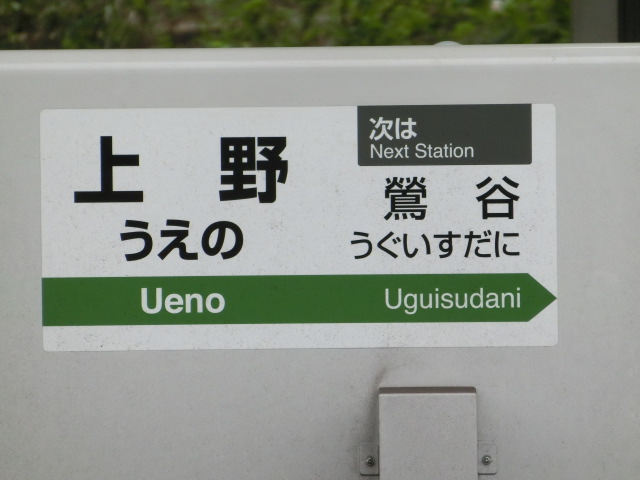 上野
うえの
次は
Next Station
鶯谷
うぐいすだに
Ueno
Uguisudani